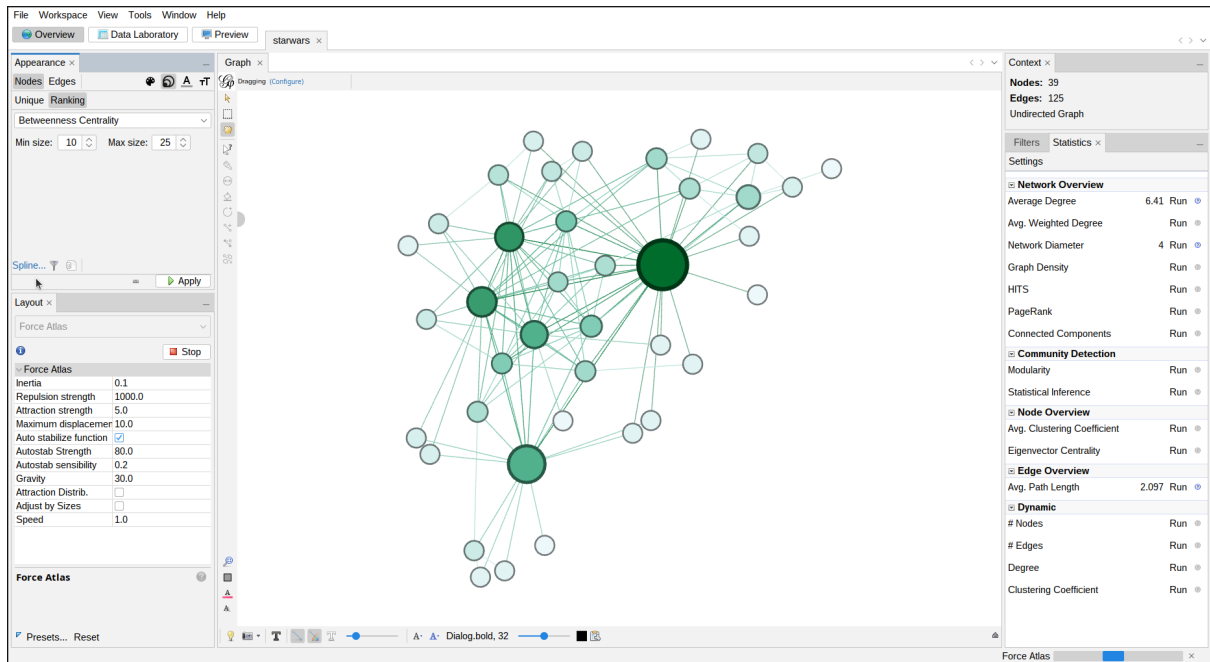 File Workspace View Tools Window Help
Overview Data Laboratory Preview starwars ×
Appearance ×
Nodes Edges
Unique Ranking
Betweenness Centrality
Min size: 10 Max size: 25
Spline...
Apply
Layout ×
Force Atlas
Stop
Force Atlas
Inertia 0.1
Repulsion strength 1000.0
Attraction strength 5.0
Maximum displacemen 10.0
Auto stabilize function
Autostab Strength 80.0
Autostab sensibility 0.2
Gravity 30.0
Attraction Distrib.
Adjust by Sizes
Speed 1.0
Force Atlas
Presets... Reset
Graph ×
Dragging (Configure)
Dialog.bold, 32
Context ×
Nodes: 39
Edges: 125
Undirected Graph
Filters Statistics ×
Settings
Network Overview
Average Degree 6.41 Run
Avg. Weighted Degree Run
Network Diameter 4 Run
Graph Density Run
HITS Run
PageRank Run
Connected Components Run
Community Detection
Modularity Run
Statistical Inference Run
Node Overview
Avg. Clustering Coefficient Run
Eigenvector Centrality Run
Edge Overview
Avg. Path Length 2.097 Run
Dynamic
# Nodes Run
# Edges Run
Degree Run
Clustering Coefficient Run
Force Atlas